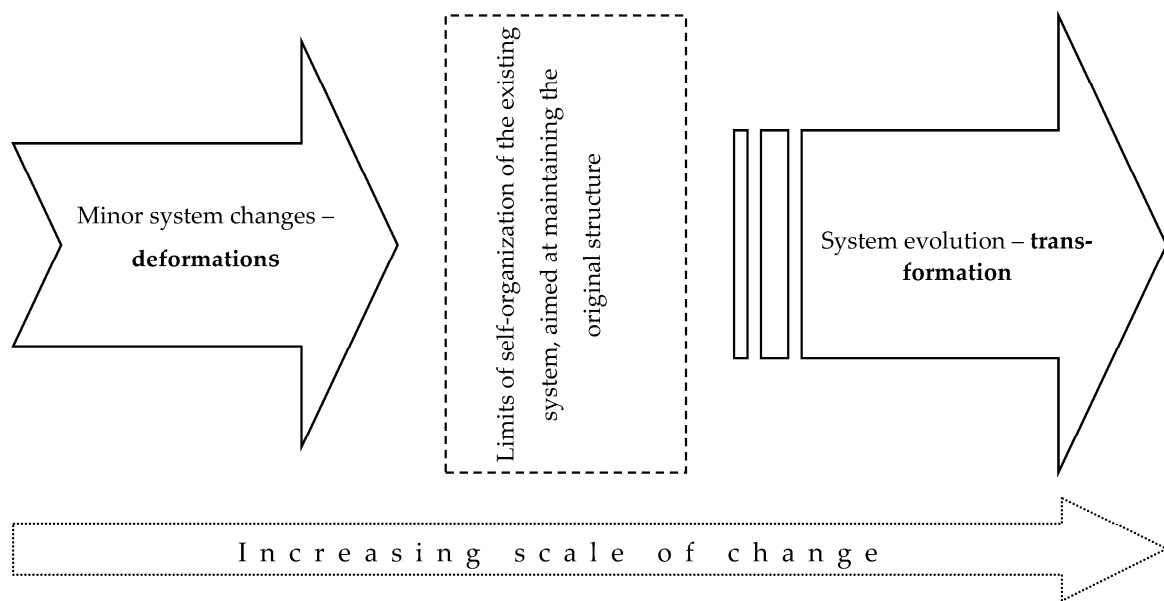 Minor system changes –
deformations
Limits of self-organization of the existing
system, aimed at maintaining the
original structure
System evolution – trans-
formation
Increasing scale of change